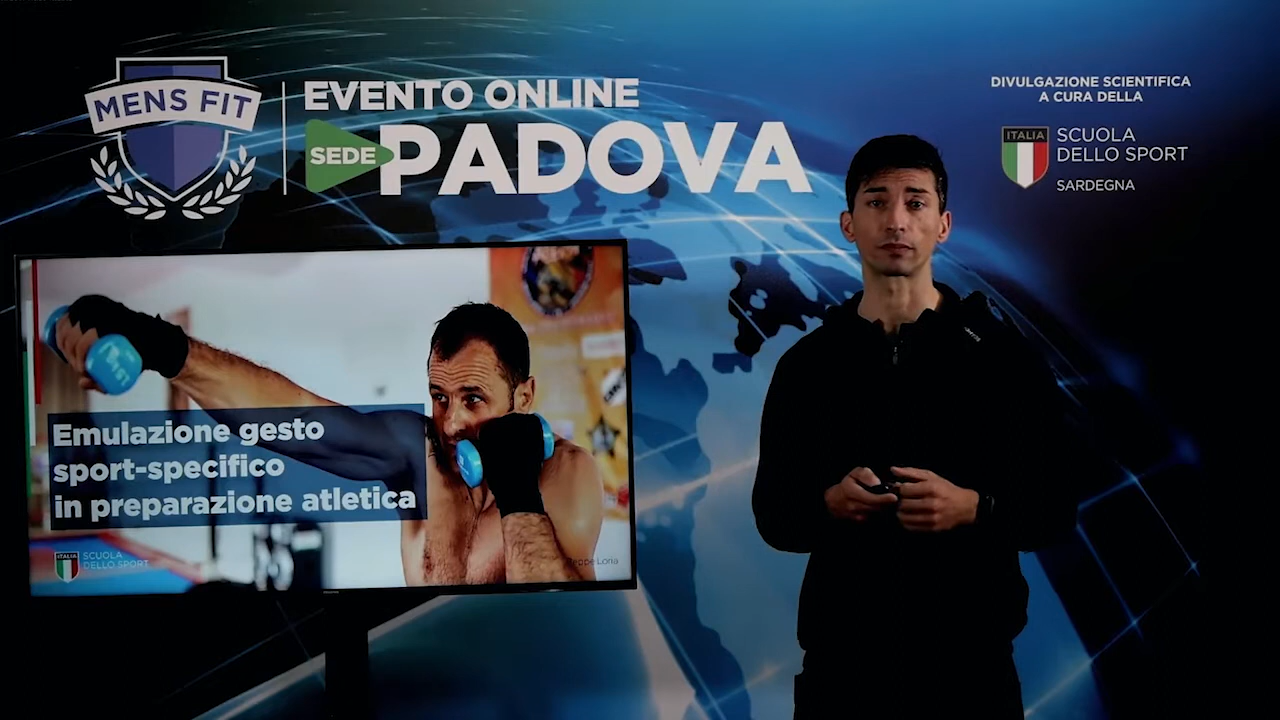 MENS FIT
EVENTO ONLINE
SEDE
PADOVA
DIVULGAZIONE SCIENTIFICA
A CURA DELLA
ITALIA
SCUOLA
DELLO SPORT
SARDEGNA
Emulazione gesto
sport-specifico
in preparazione atletica
ITALIA
SCUOLA
DELLO SPORT
Loria